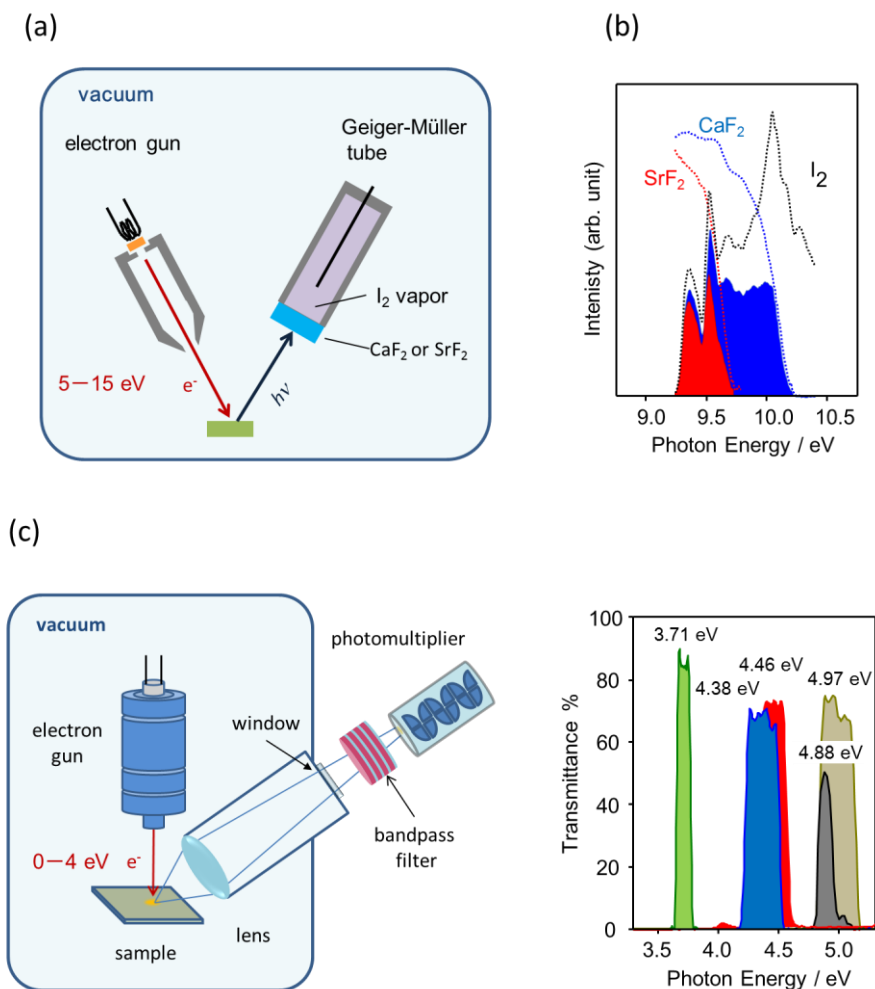 (a)
vacuum
electron gun
Geiger-Müller
tube
I2 vapor
CaF2 or SrF2
5－15 eV
e-
hν
(b)
CaF2
SrF2
I2
Intenisty (arb. unit)
9.0 9.5 10.0 10.5
Photon Energy / eV
(c)
vacuum
electron
gun
0－4 eV
e-
sample
lens
window
photomultiplier
bandpass
filter
100
80
60
40
20
0
Transmittance %
3.71 eV
4.46 eV
4.38 eV
4.97 eV
4.88 eV
3.5 4.0 4.5 5.0
Photon Energy / eV